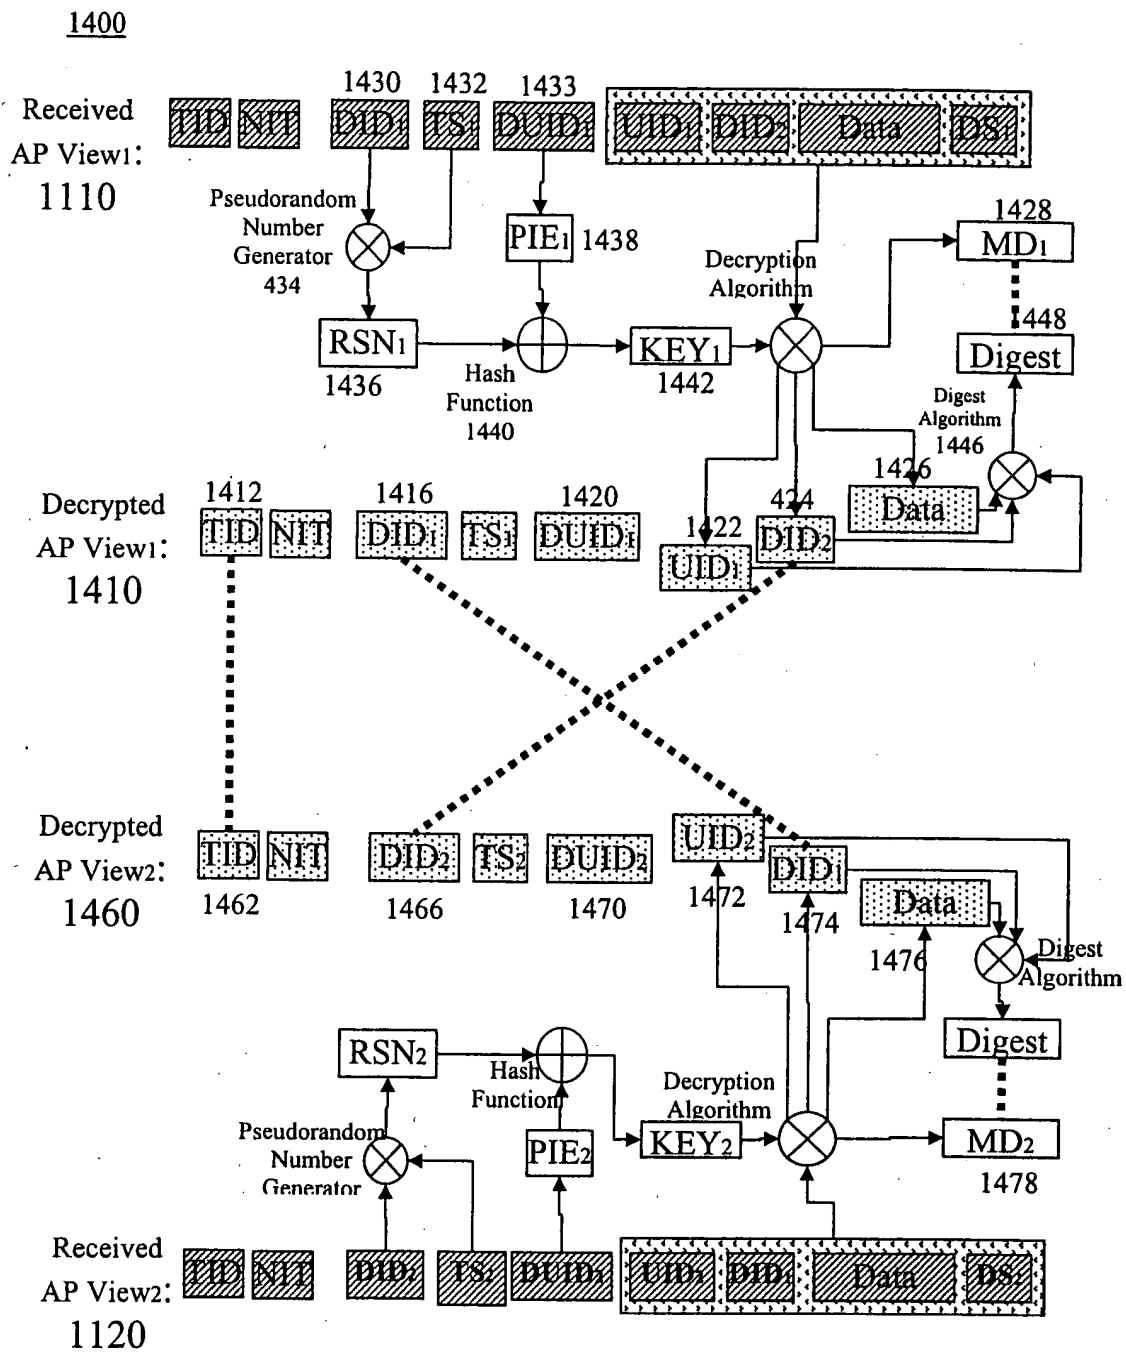 1400
1430 1432 1433
Received
AP View1:
1110
TID NIT DID1 TS1 DUID1 UID1 DID2 Data DS1
Pseudorandom
Number
Generator
434
PIE1 1438
Decryption
Algorithm
1428
MD1
RSN1
1436
Hash
Function
1440
KEY1
1442
1448
Digest
Digest
Algorithm
1446
1426
Data
Decrypted
AP View1:
1410
1412 1416 1420 1422 424
TID NIT DID1 TS1 DUID1 UID1 DID2
Decrypted
AP View2:
1460
TID NIT DID2 TS2 DUID2 UID2 DID1 Data
1462 1466 1470 1472 1474 1476
Digest
Algorithm
Digest
RSN2
Hash
Function
Decryption
Algorithm
Pseudorandom
Number
Generator
PIE2
KEY2
MD2
1478
Received
AP View2:
1120
TID NIT DID2 TS2 DUID2 UID2 DID1 Data DS2